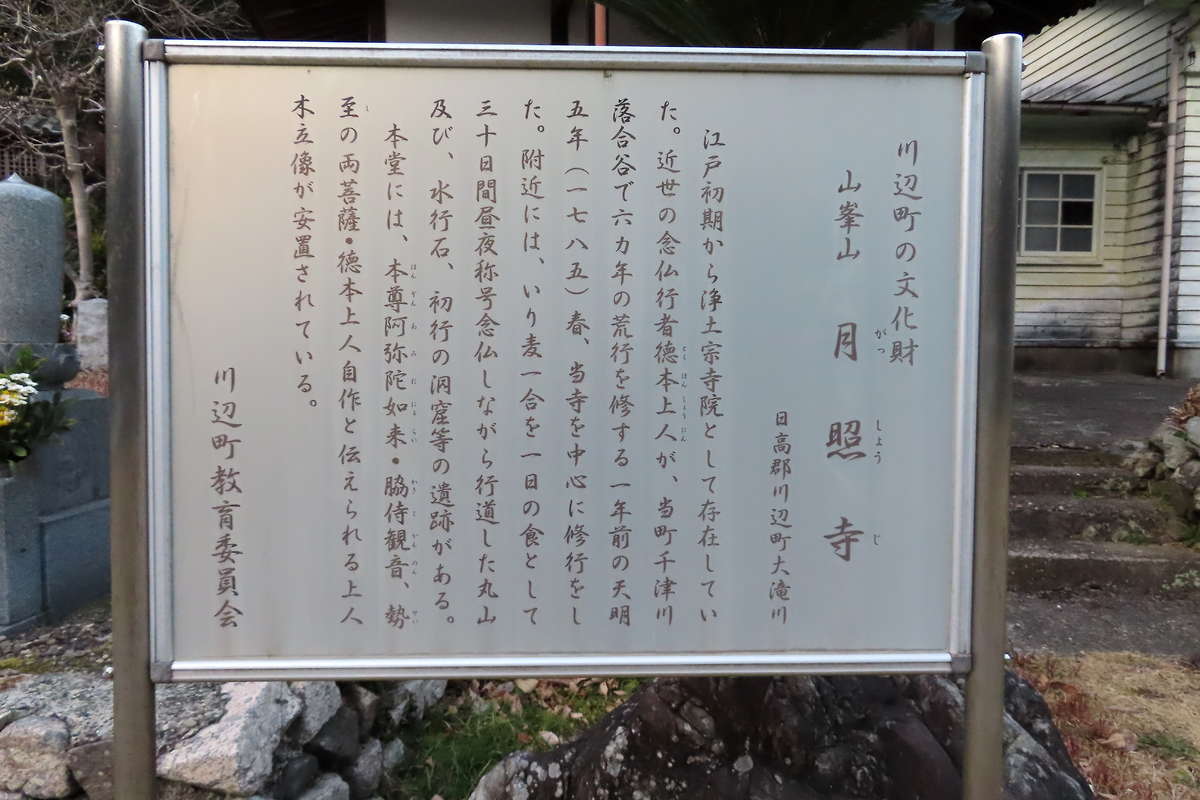 川辺町の文化財
山峯山 月照寺
日高郡川辺町大滝川
江戸初期から浄土宗寺院として存在してい
た。近世の念仏行者徳本上人が、当町千津川
落合谷で六カ年の荒行を修する一年前の天明
五年(一七八五)春、当寺を中心に修行をし
た。附近には、いり麦一合を一日の食として
三十日間昼夜称号念仏しながら行道した丸山
及び、水行石、初行の洞窟等の遺跡がある。
本堂には、本尊阿弥陀如来・脇侍観音、勢
至の両菩薩・徳本上人自作と伝えられる上人
木立像が安置されている。
川辺町教育委員会